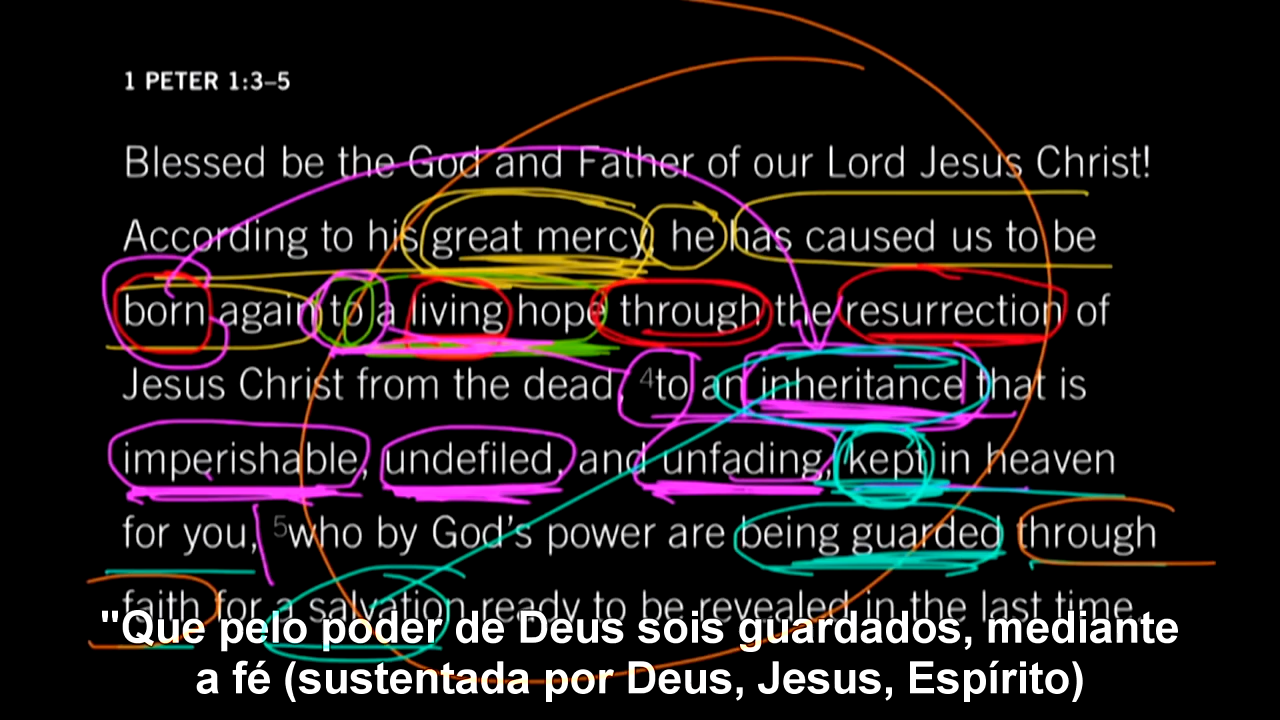 1 PETER 1:3–5
Blessed be the God and Father of our Lord Jesus Christ!
According to his great mercy, he has caused us to be
born again to a living hope through the resurrection of
Jesus Christ from the dead, 4to an inheritance that is
imperishable, undefiled, and unfading, kept in heaven
for you, 5who by God’s power are being guarded through
faith for a salvation ready to be revealed in the last time.
"Que pelo poder de Deus sois guardados, mediante
a fé (sustentada por Deus, Jesus, Espírito)